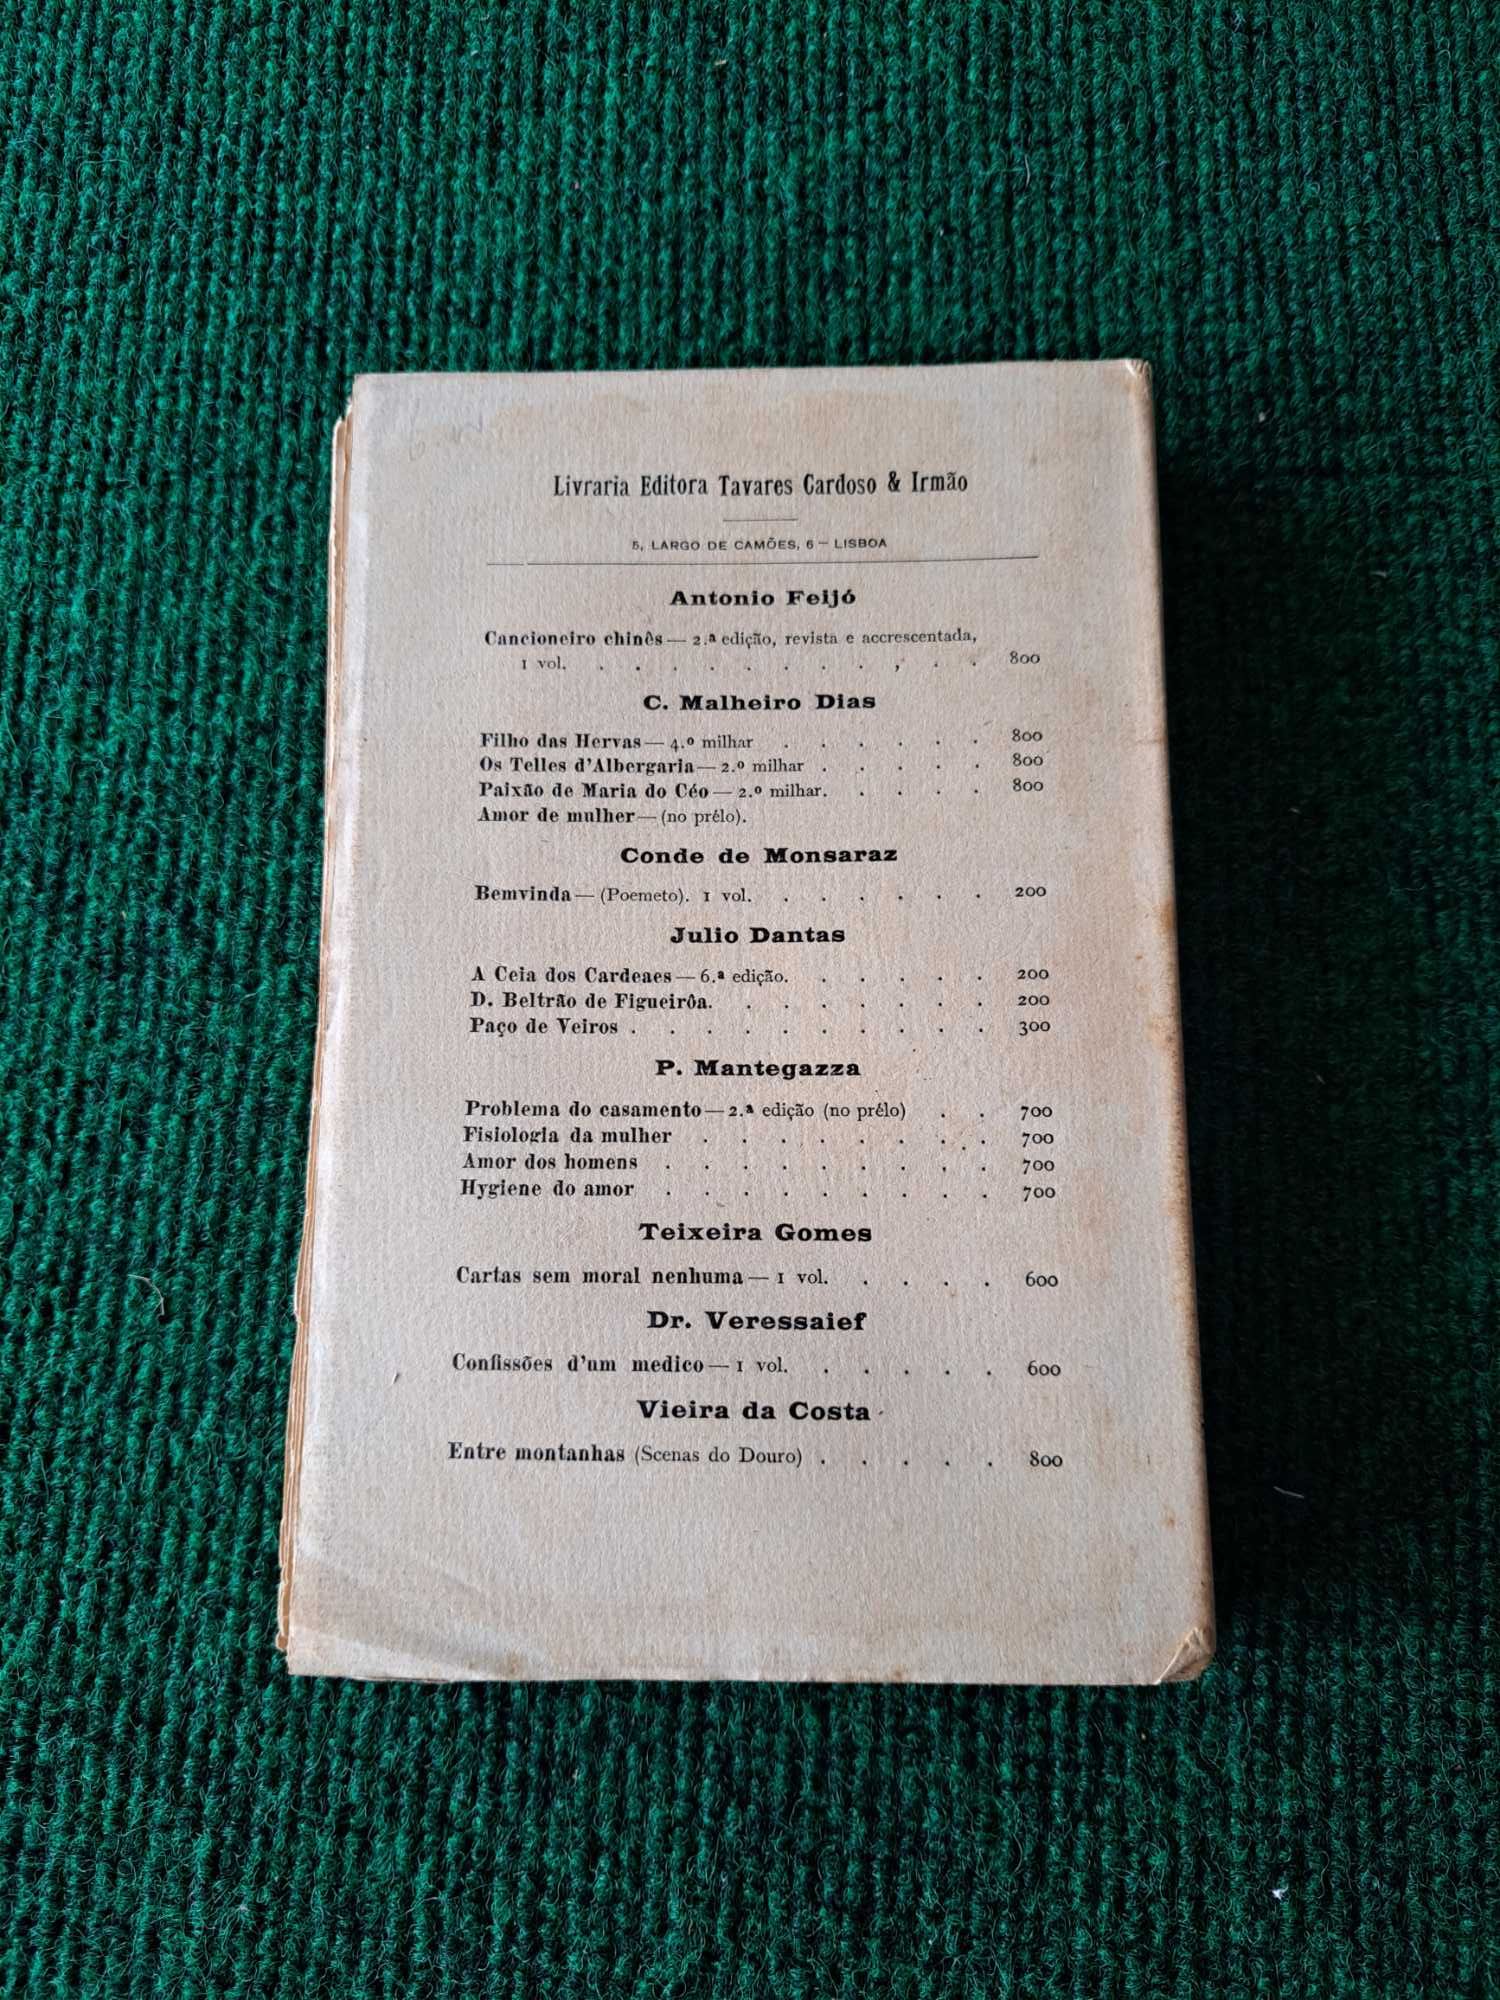 Livraria Editora Tavares Cardoso & Irmão
5, LARGO DE CAMÕES, 6 — LISBOA
Antonio Feijó
Cancioneiro chinês — 2.ª edição, revista e accrescentada,
1 vol. . . . . . . . . , . . 800
C. Malheiro Dias
Filho das Hervas — 4.º milhar . . . . . . 800
Os Telles d'Albergaria — 2.º milhar . . . . . 800
Paixão de Maria do Céo — 2.º milhar. . . . . 800
Amor de mulher — (no prélo).
Conde de Monsaraz
Bemvinda — (Poemeto). 1 vol. . . . . . . 200
Julio Dantas
A Ceia dos Cardeaes — 6.ª edição. . . . . . 200
D. Beltrão de Figueirôa. . . . . . . . 200
Paço de Veiros . . . . . . . . . . 300
P. Mantegazza
Problema do casamento — 2.ª edição (no prélo) . . 700
Fisiologia da mulher . . . . . . . . 700
Amor dos homens . . . . . . . . . 700
Hygiene do amor . . . . . . . . . 700
Teixeira Gomes
Cartas sem moral nenhuma — 1 vol. . . . . 600
Dr. Veressaief
Confissões d'um medico — 1 vol. . . . . . 600
Vieira da Costa
Entre montanhas (Scenas do Douro) . . . . . 800